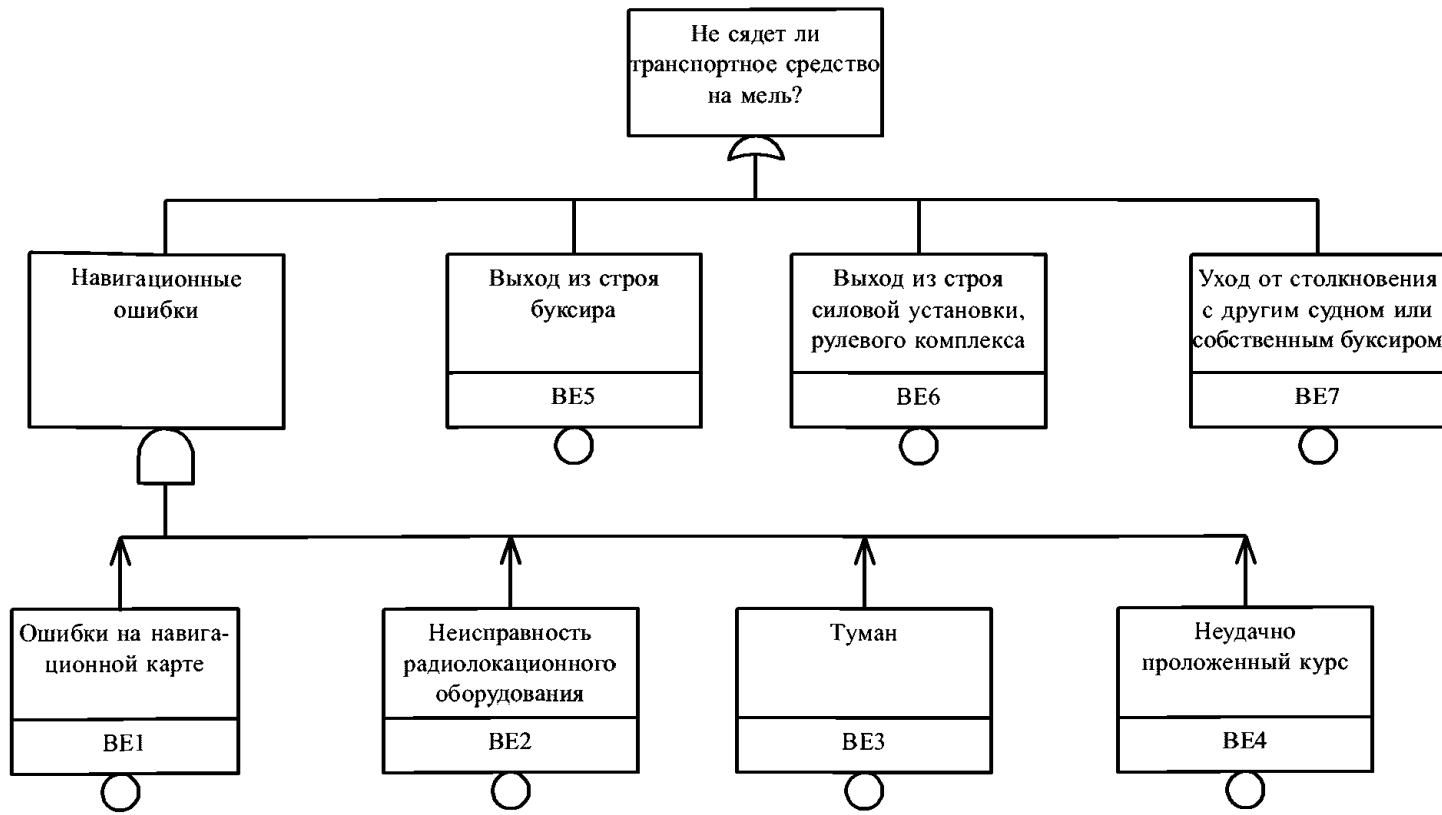 Не сядет ли
транспортное средство
на мель?
Навигационные
ошибки
Выход из строя
буксира
BE5
Выход из строя
силовой установки,
рулевого комплекса
BE6
Уход от столкновения
с другим судном или
собственным буксиром
BE7
Ошибки на навига-
ционной карте
BE1
Неисправность
радиолокационного
оборудования
BE2
Туман
BE3
Неудачно
проложенный курс
BE4